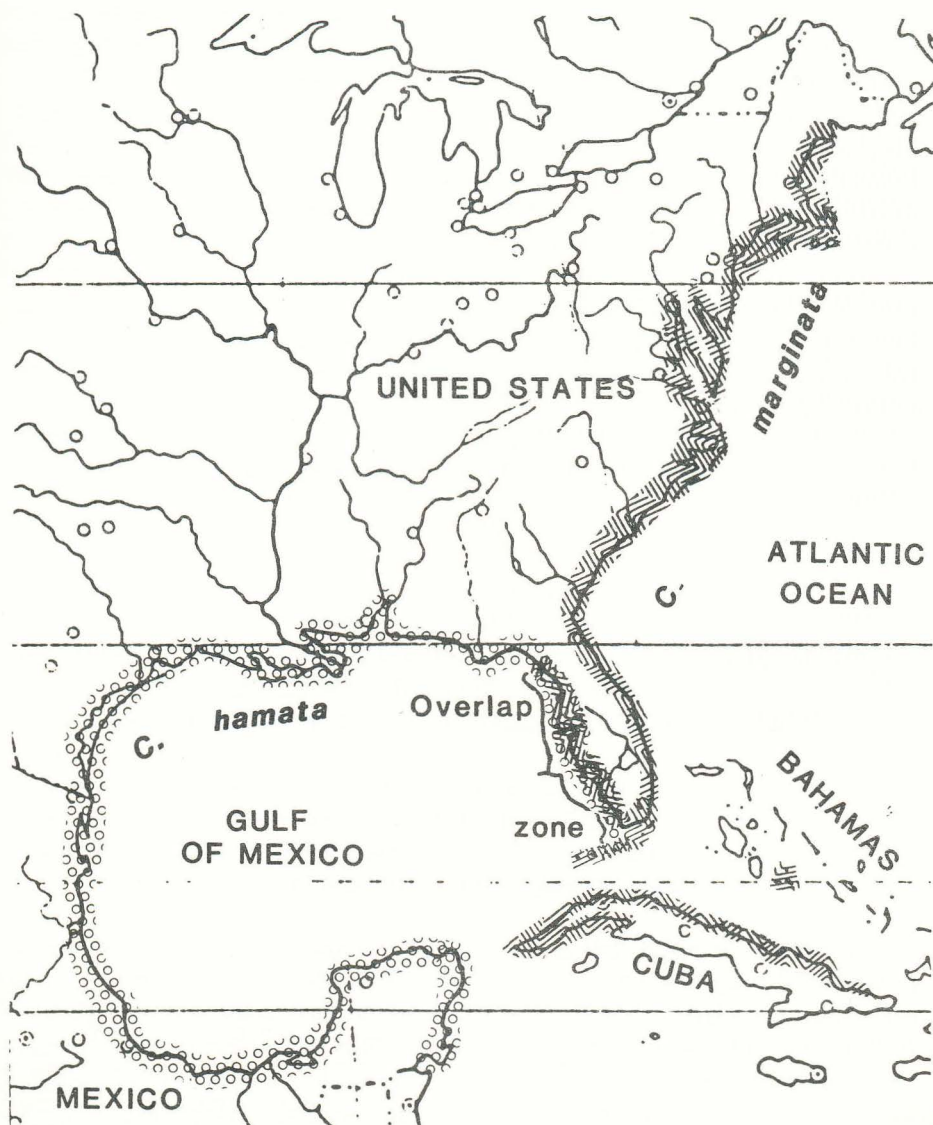 UNITED STATES
marginata
ATLANTIC
OCEAN
C.
hamata
C.
Overlap
zone
GULF
OF MEXICO
BAHAMAS
CUBA
MEXICO